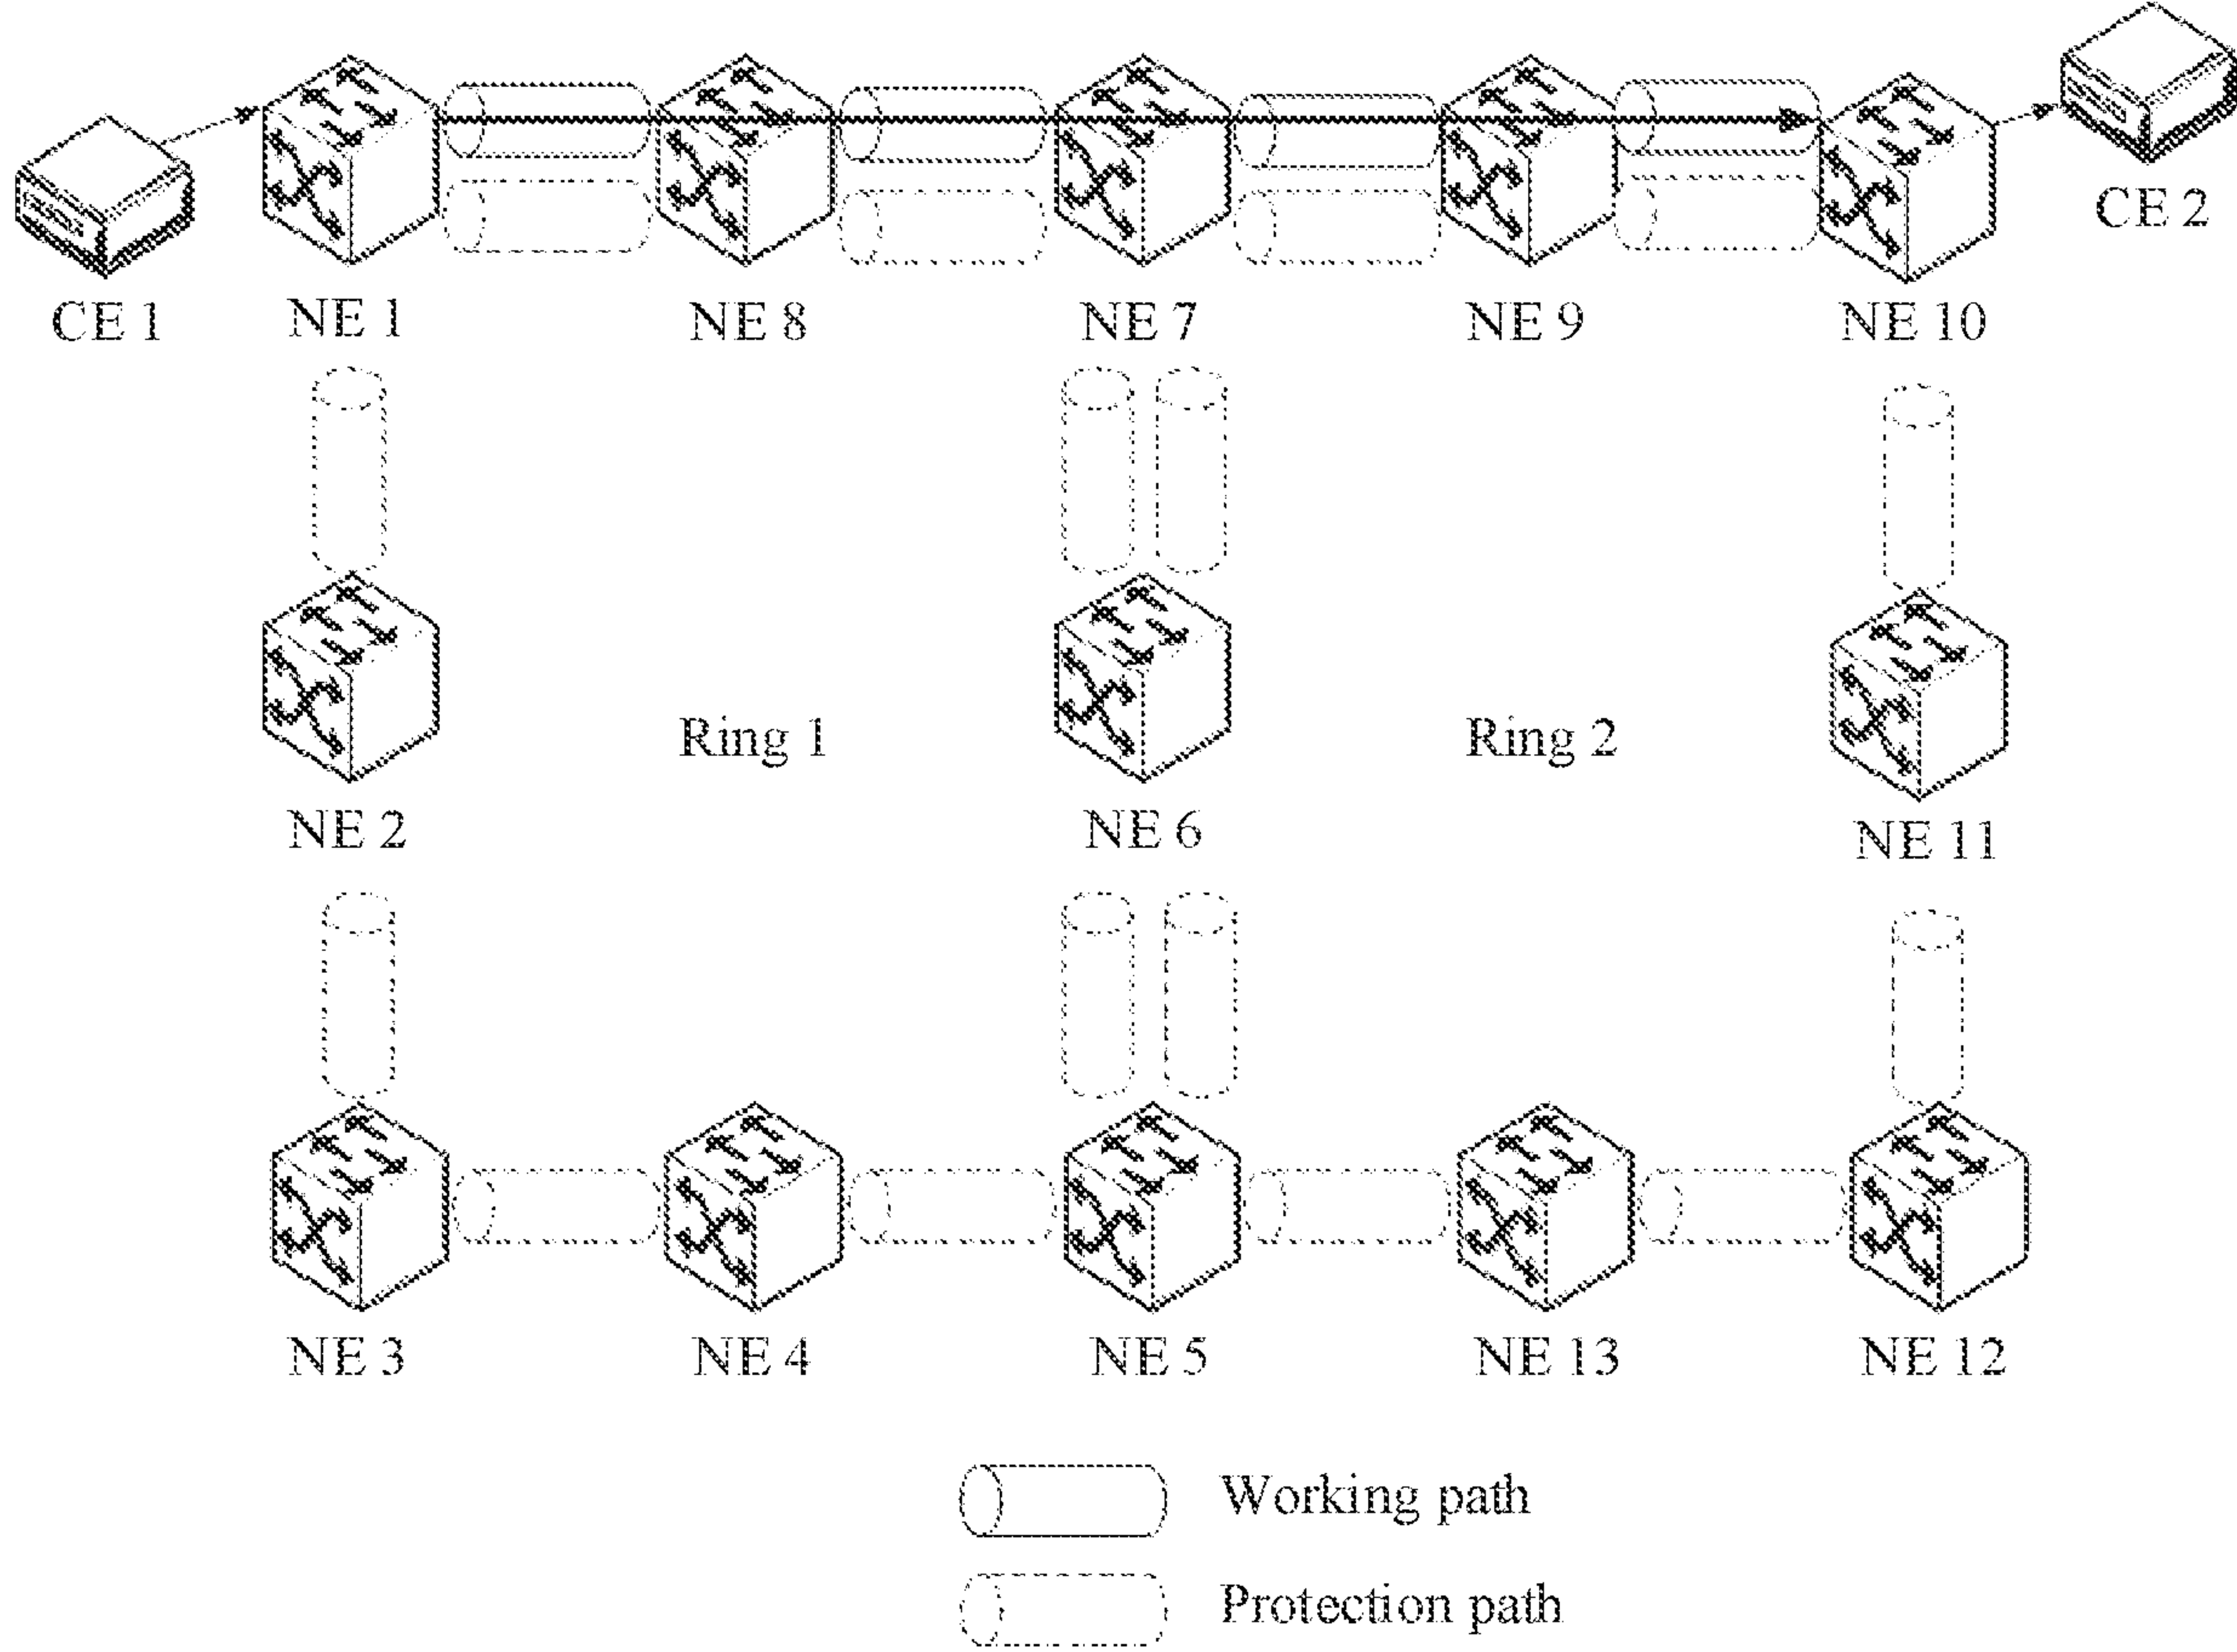 CE 1
NE 1
NE 8
NE 7
NE 9
NE 10
CE 2
NE 2
Ring 1
NE 6
Ring 2
NE 11
NE 3
NE 4
NE 5
NE 13
NE 12
Working path
Protection path